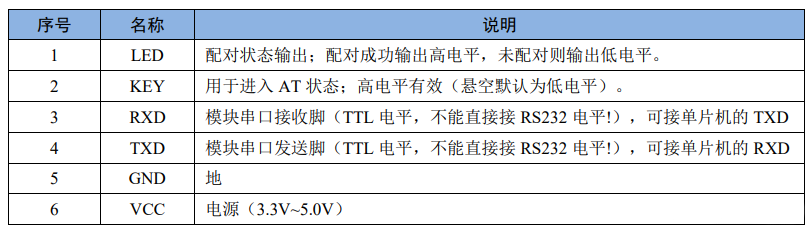 序号 名称 说明
1 LED 配对状态输出；配对成功输出高电平，未配对则输出低电平。
2 KEY 用于进入 AT 状态；高电平有效（悬空默认为低电平）。
3 RXD 模块串口接收脚（TTL 电平，不能直接接 RS232 电平!），可接单片机的 TXD
4 TXD 模块串口发送脚（TTL 电平，不能直接接 RS232 电平!），可接单片机的 RXD
5 GND 地
6 VCC 电源（3.3V~5.0V）